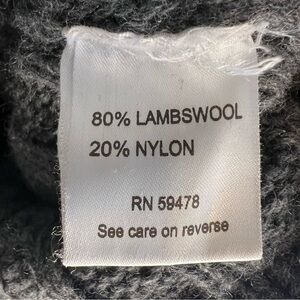 80% LAMBSWOOL
20% NYLON
RN 59478
See care on reverse